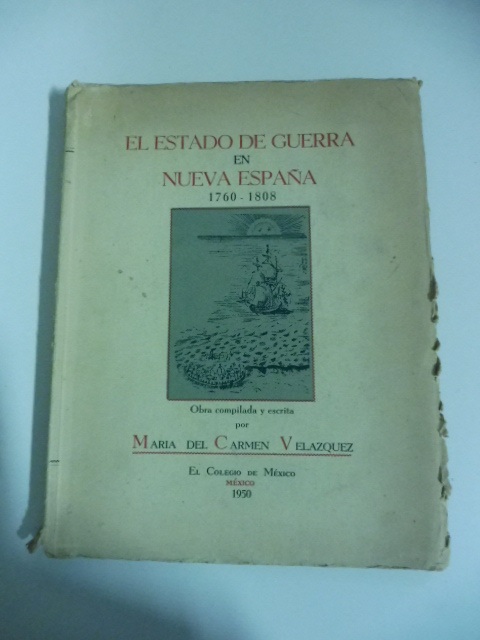 EL ESTADO DE GUERRA
EN
NUEVA ESPAÑA
1760 - 1808
Obra compilada y escrita
por
MARIA DEL CARMEN VELAZQUEZ
EL COLEGIO DE MÉXICO
MÉXICO
1950